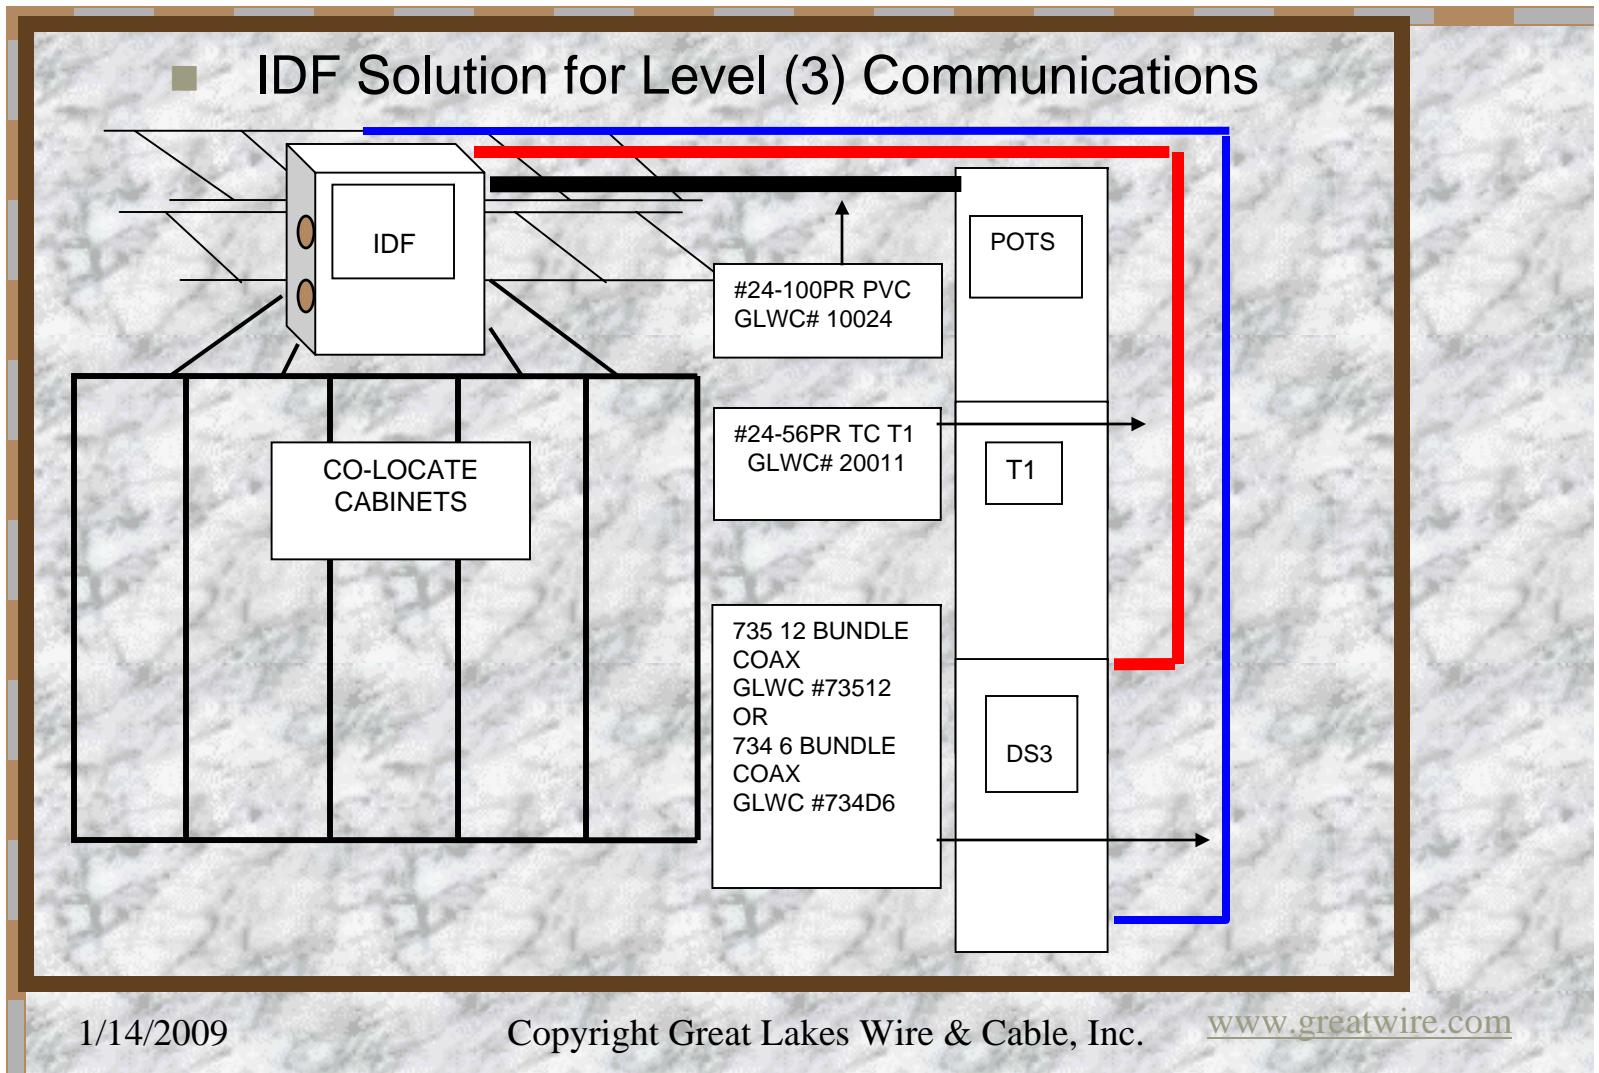 IDF Solution for Level (3) Communications
IDF
POTS
#24-100PR PVC
GLWC# 10024
#24-56PR TC T1
GLWC# 20011
T1
CO-LOCATE
CABINETS
735 12 BUNDLE
COAX
GLWC #73512
OR
734 6 BUNDLE
COAX
GLWC #734D6
DS3
1/14/2009
Copyright Great Lakes Wire & Cable, Inc.
www.greatwire.com